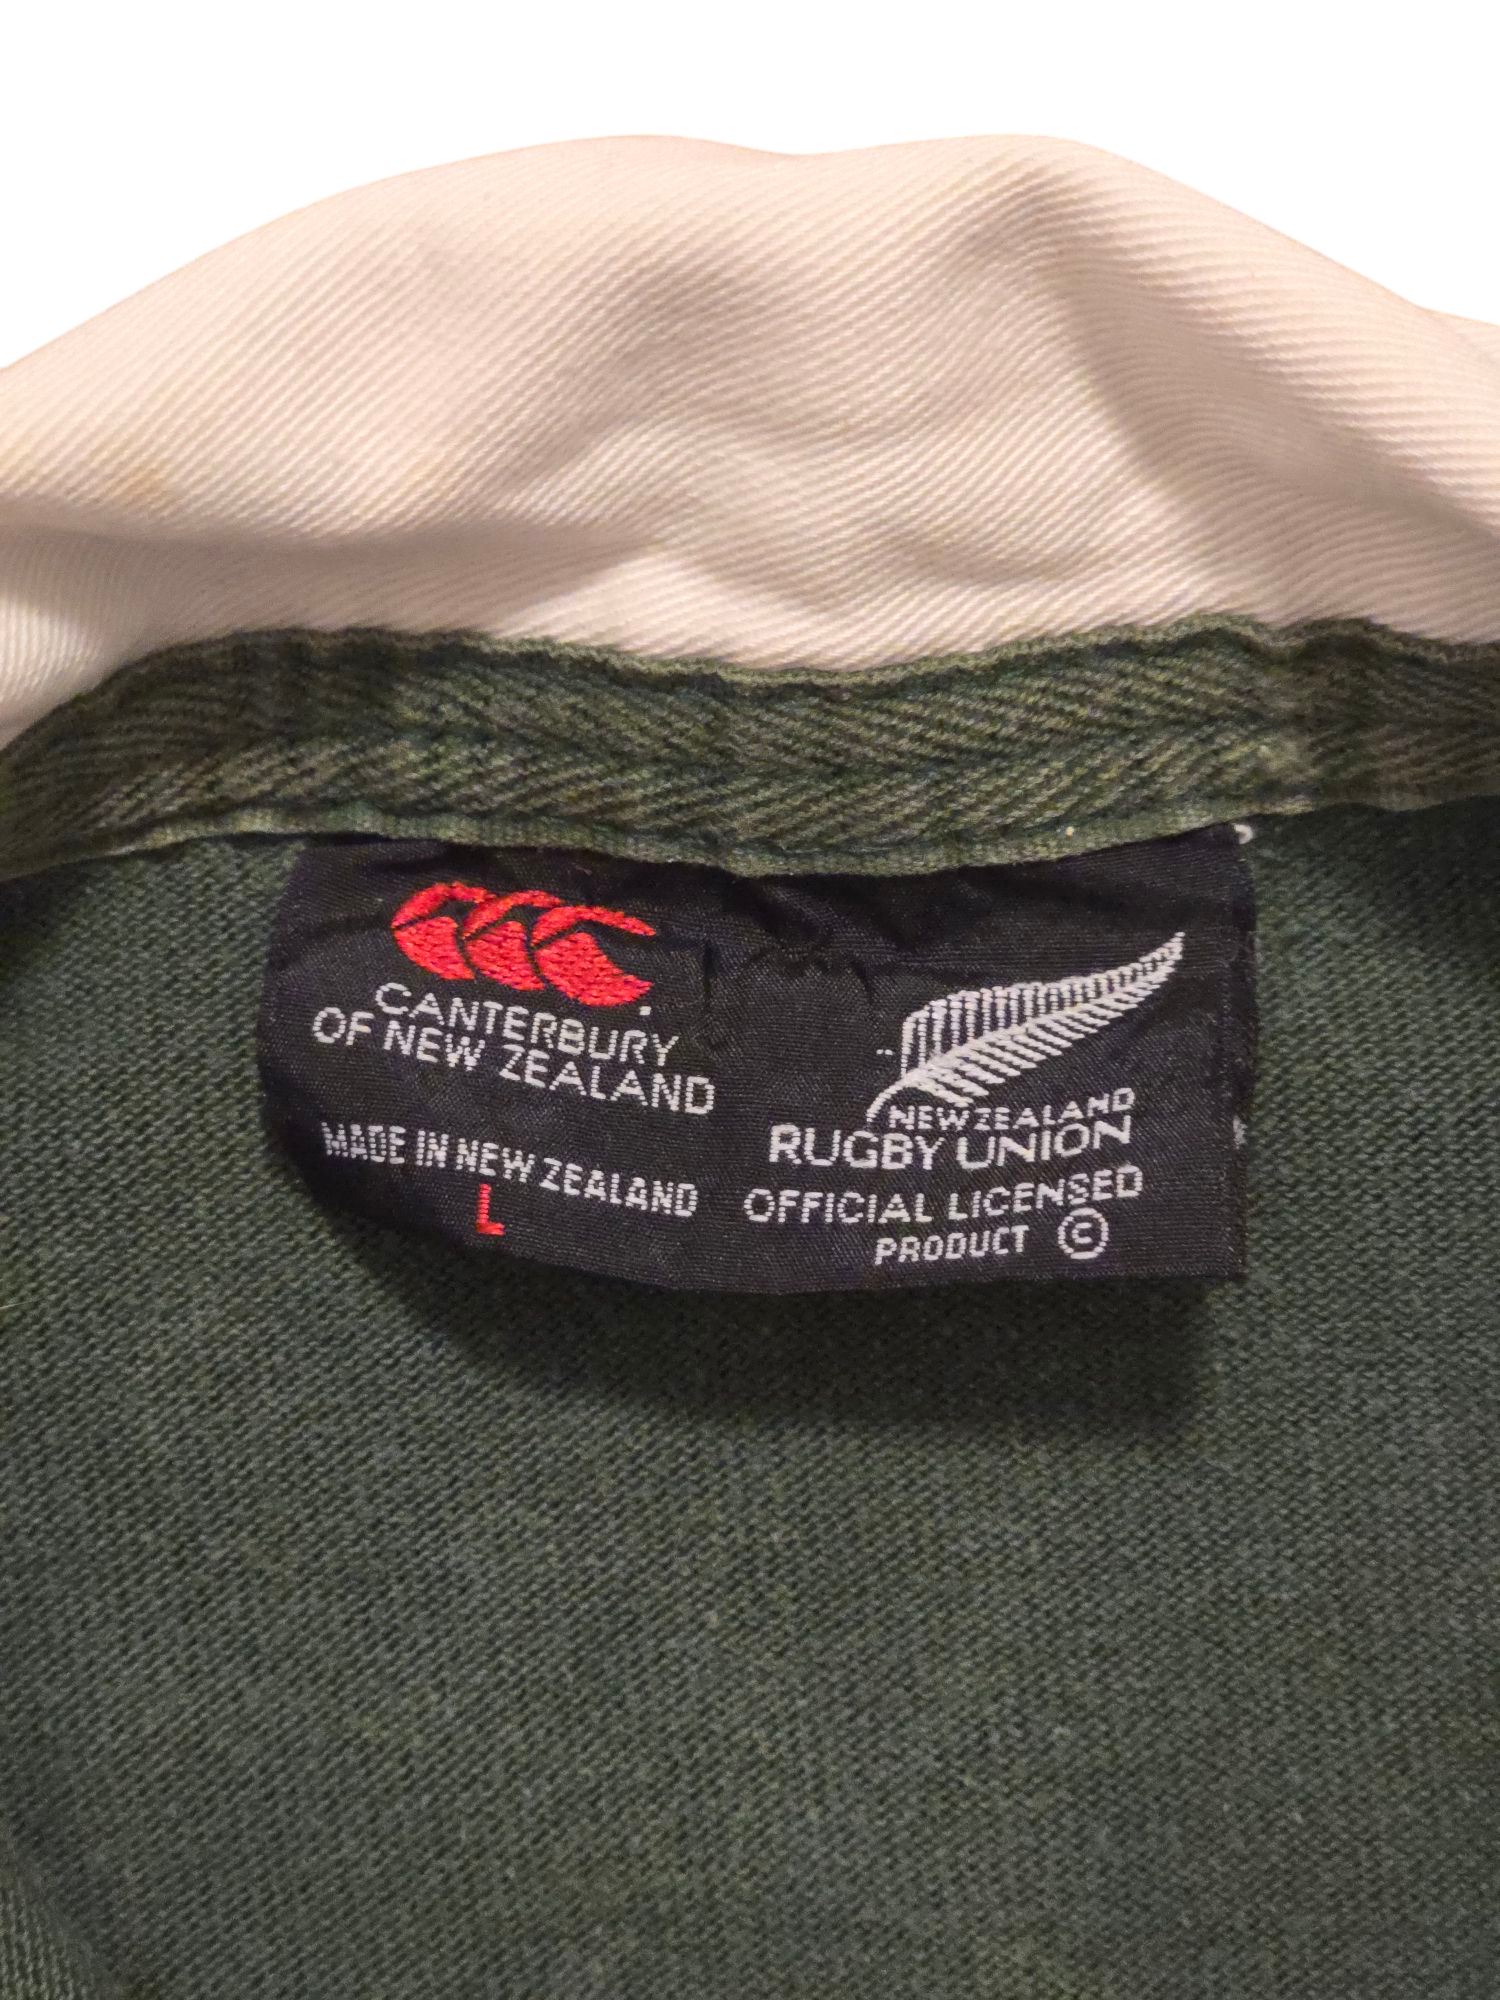 CANTERBURY
OF NEW ZEALAND
MADE IN NEW ZEALAND
L
NEW ZEALAND
RUGBY UNION
OFFICIAL LICENSED
PRODUCT ©